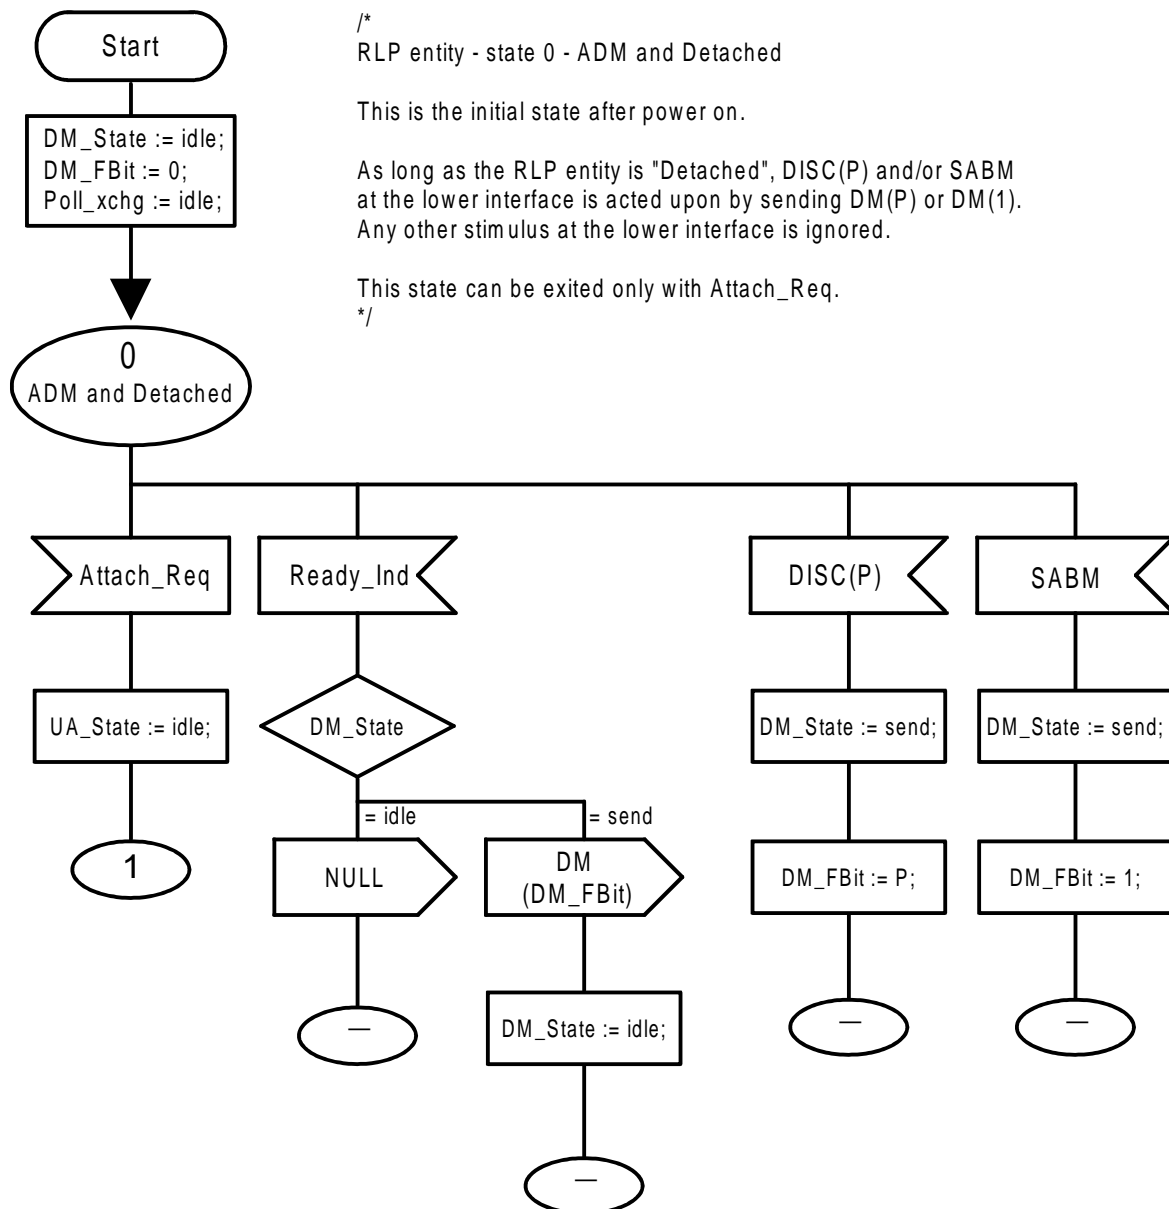 Start
DM_State := idle;
DM_FBit := 0;
Poll_xchg := idle;
/*
RLP entity - state 0 - ADM and Detached
This is the initial state after power on.
As long as the RLP entity is "Detached", DISC(P) and/or SABM
at the lower interface is acted upon by sending DM(P) or DM(1).
Any other stimulus at the lower interface is ignored.
This state can be exited only with Attach_Req.
*/
0
ADM and Detached
Attach_Req
Ready_Ind
DISC(P)
SABM
UA_State := idle;
DM_State
DM_State := send;
DM_State := send;
= idle
= send
1
NULL
DM
(DM_FBit)
DM_FBit := P;
DM_FBit := 1;
–
DM_State := idle;
–
–
–